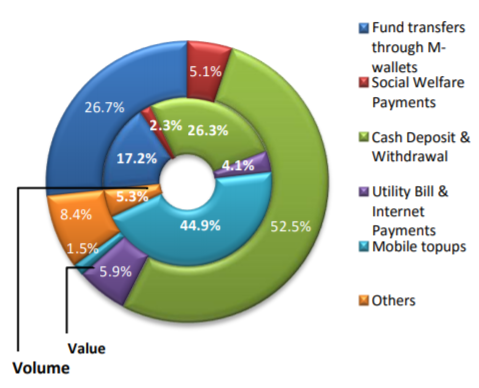 5.1%
26.7%
2.3%
26.3%
17.2%
4.1%
5.3%
8.4%
44.9%
52.5%
1.5%
5.9%
Value
Volume
Fund transfers
through M-
wallets
Social Welfare
Payments
Cash Deposit &
Withdrawal
Utility Bill &
Internet
Payments
Mobile topups
Others